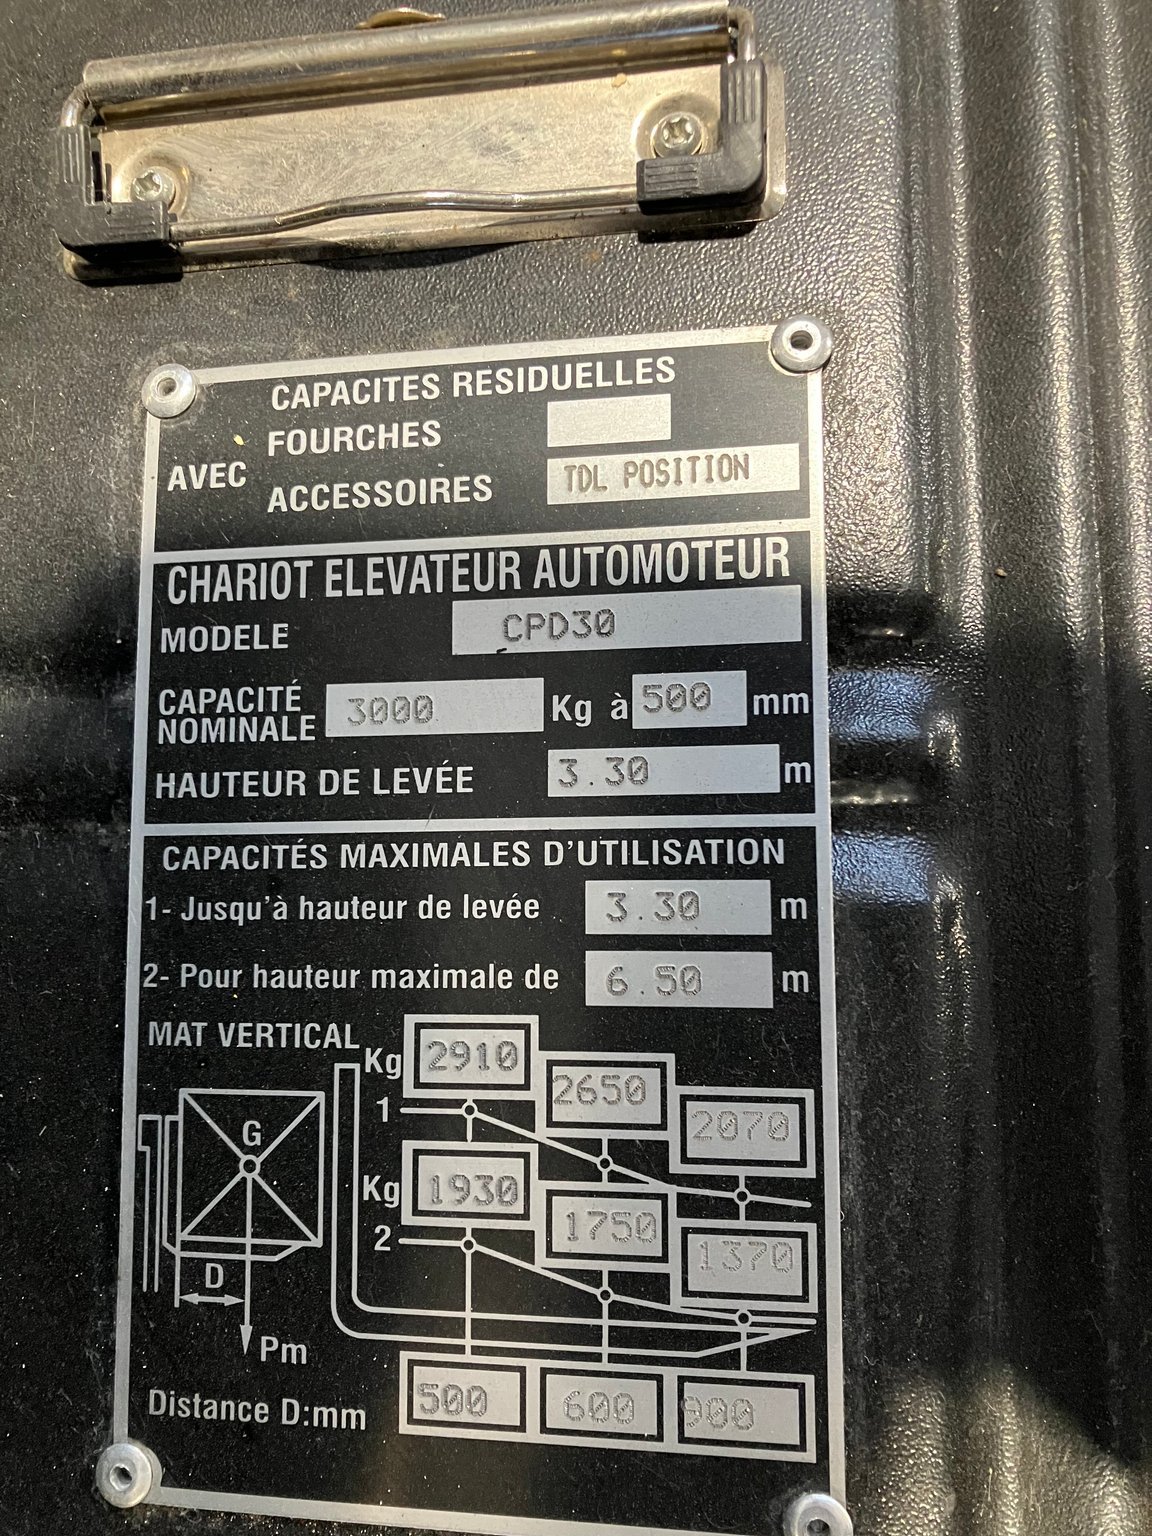 CAPACITES RESIDUELLES
AVEC
FOURCHES
ACCESSOIRES TDL POSITION
CHARIOT ELEVATEUR AUTOMOTEUR
MODELE CPD30
CAPACITÉ NOMINALE 3000 Kg à 500 mm
HAUTEUR DE LEVÉE 3.30 m
CAPACITÉS MAXIMALES D'UTILISATION
1- Jusqu'à hauteur de levée 3.30 m
2- Pour hauteur maximale de 6.50 m
MAT VERTICAL
Kg 2910 2650 2070
1
G
Kg 1930 1750 1370
2
D
Pm
Distance D:mm 500 600 900